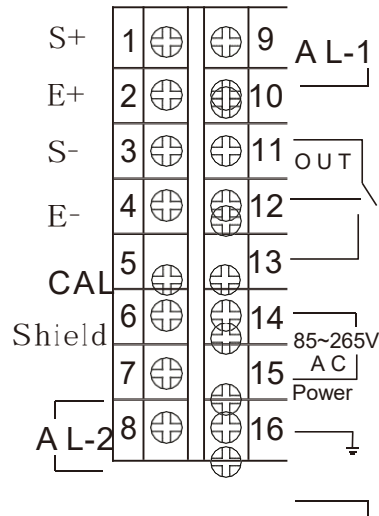 S+ 1 9 AL-1
E+ 2 10
S- 3 11 OUT
E- 4 12
CAL 5 13
Shield 6 14 85~265V
AC
7 15 Power
AL-2 8 16